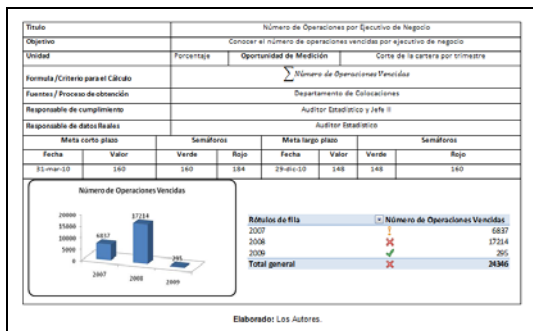 Titulo Número de Operaciones por Ejecutivo de Negocio
Objetivo Conocer el número de operaciones vencidas por ejecutivo de negocio
Unidad Porcentaje Oportunidad de Medición Corte de la cartera por trimestre
Formula /Criterio para el Cálculo ∑ Número de Operaciones Vencidas
Fuentes / Proceso de obtención Departamento de Colocaciones
Responsable de cumplimiento Auditor Estadístico y Jefe II
Responsable de datos Reales Auditor Estadístico
Meta corto plazo Semáforos Meta largo plazo Semáforos
Fecha Valor Verde Rojo Fecha Valor Verde Rojo
31-mar-10 160 160 184 29-dic-10 148 148 160
Número de Operaciones Vencidas
20000
15000
10000
5000
0
6837
17214
295
2007 2008 2009
Rótulos de fila Número de Operaciones Vencidas
2007 6837
2008 17214
2009 295
Total general 24346
Elaborado: Los Autores.